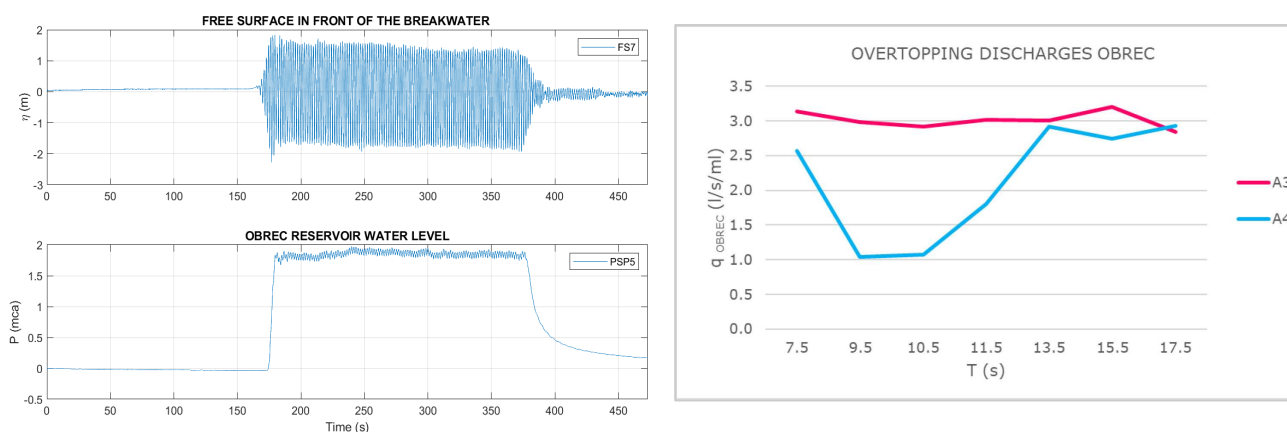 FREE SURFACE IN FRONT OF THE BREAKWATER
2
1
0
-1
-2
-3
η (m)
FS7
0 50 100 150 200 250 300 350 400 450
OBREC RESERVOIR WATER LEVEL
2
1.5
1
0.5
0
P (mca)
PSP5
0 50 100 150 200 250 300 350 400 450
Time (s)
OVERTOPPING DISCHARGES OBREC
3.5
3.0
2.5
2.0
1.5
1.0
0.5
0.0
q OBREC (l/s/ml)
7.5 9.5 10.5 11.5 13.5 15.5 17.5
T (s)
A3
A4